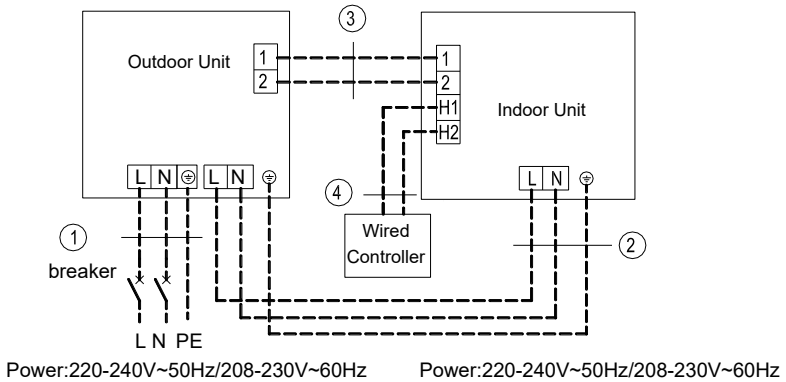 3
Outdoor Unit
1
2
1
2
H1
H2
Indoor Unit
L N
L N
L N
4
Wired
Controller
1
2
breaker
L N PE
Power:220-240V~50Hz/208-230V~60Hz
Power:220-240V~50Hz/208-230V~60Hz